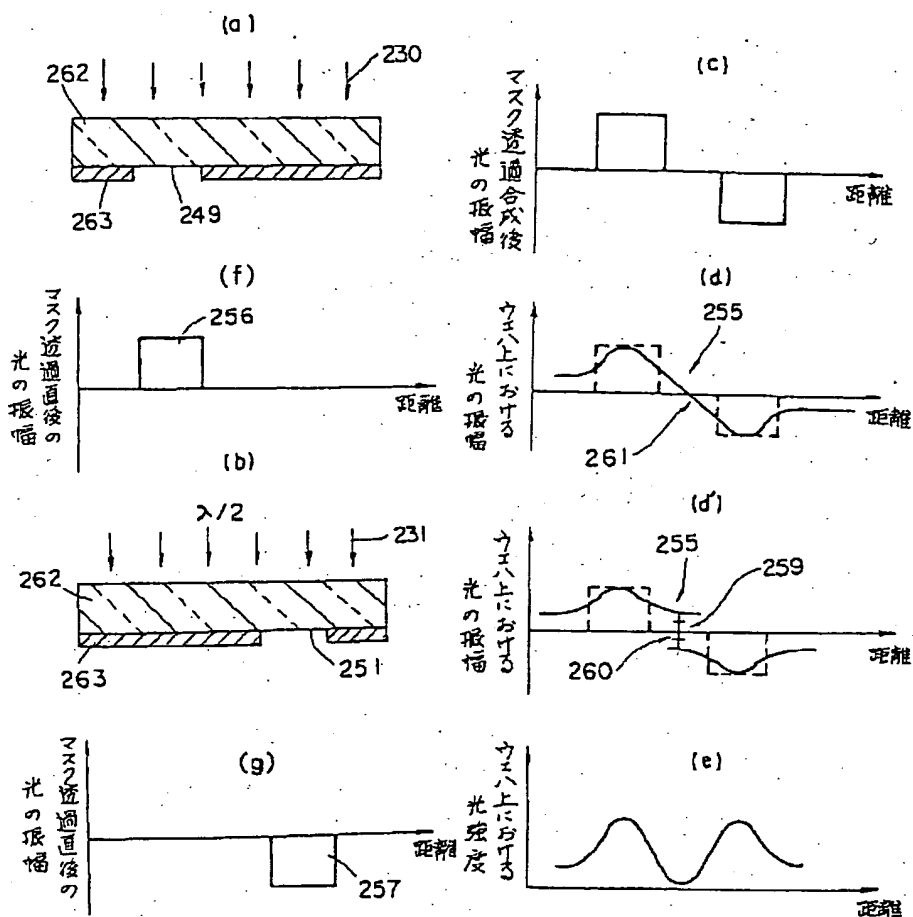 (a)
230
262
263
249
(c)
マスク透過合成後
光の振幅
距離
(f)
256
マスク透過直後の
光の振幅
距離
(d)
255
ウェハ上における
光の振幅
距離
261
(b)
λ/2
231
262
263
251
(d')
255
259
ウェハ上における
光の振幅
260
距離
(g)
マスク透過直後の
光の振幅
距離
257
(e)
ウェハ上における
光強度
距離